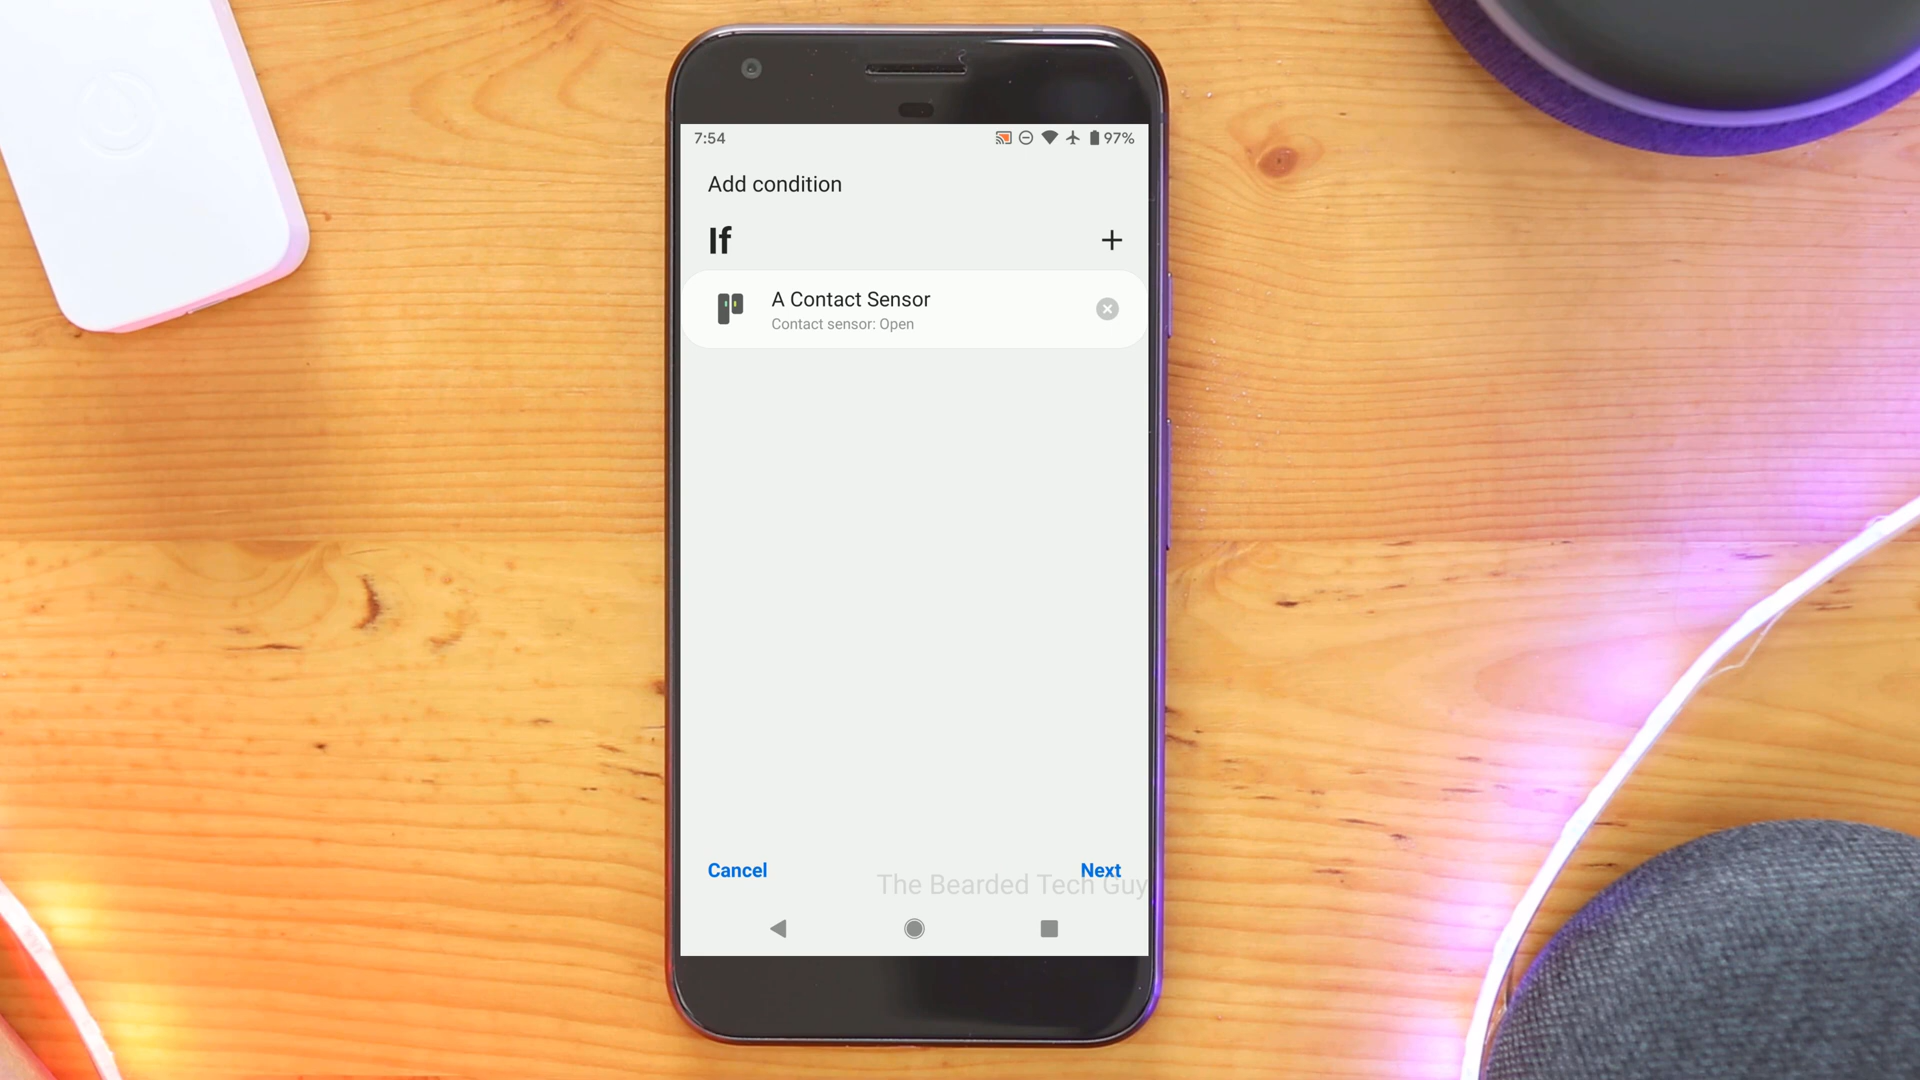 7:54 97%
Add condition
If
A Contact Sensor
Contact sensor: Open
Cancel Next
The Bearded Tech Guy